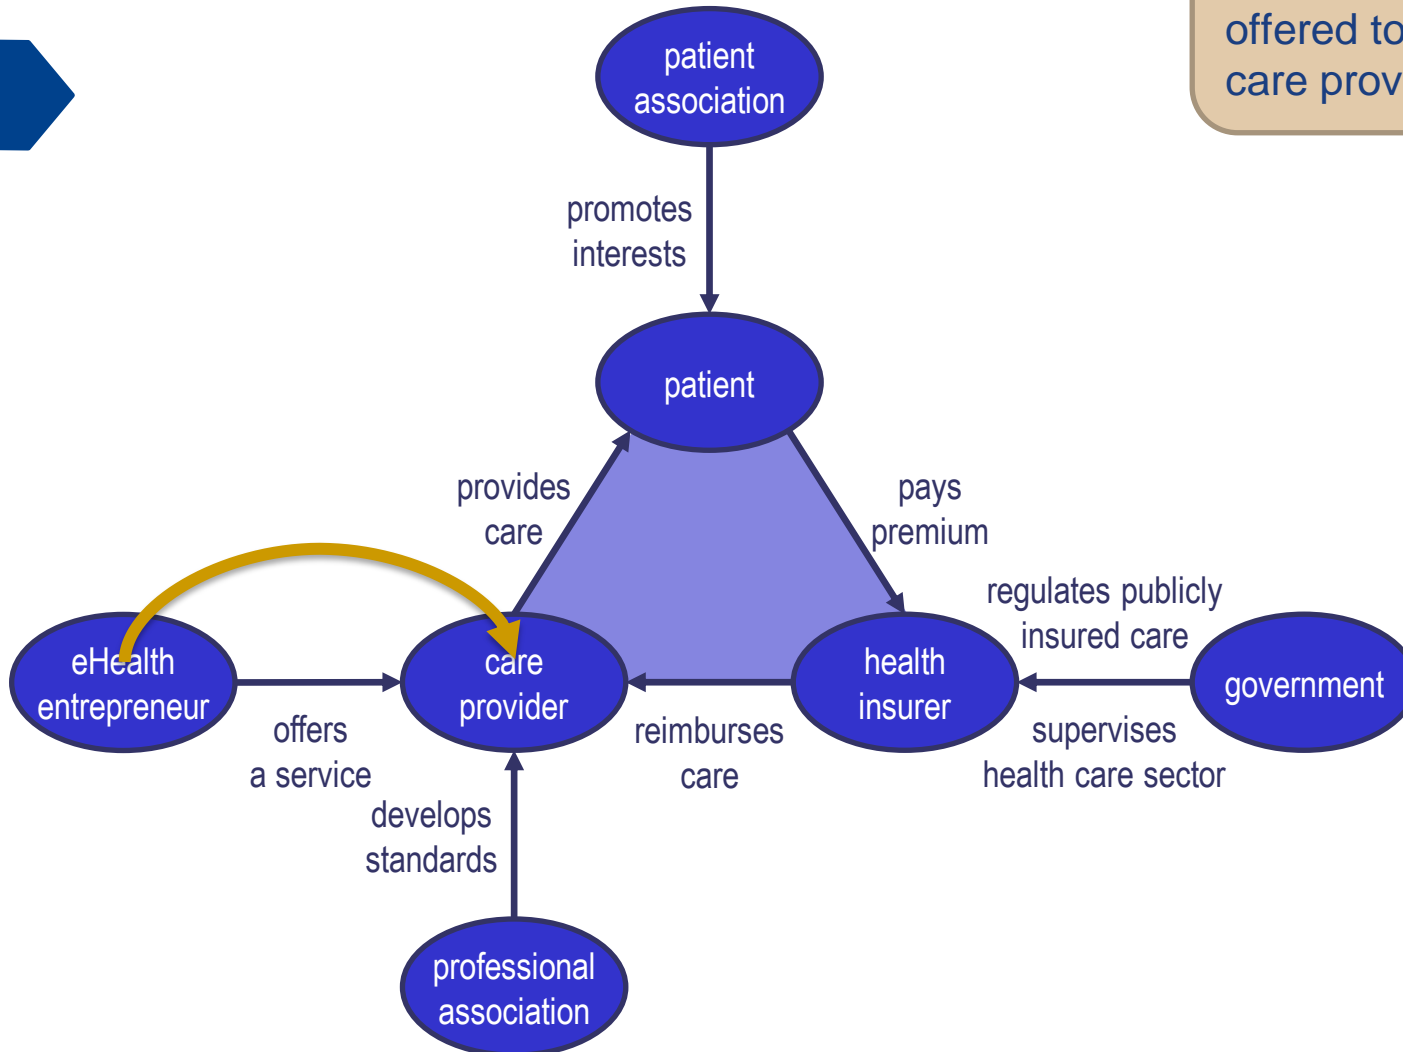 offered to
care prov
patient
association
promotes
interests
patient
provides
care
pays
premium
regulates publicly
insured care
eHealth
entrepreneur
care
provider
health
insurer
government
offers
a service
reimburses
care
supervises
health care sector
develops
standards
professional
association